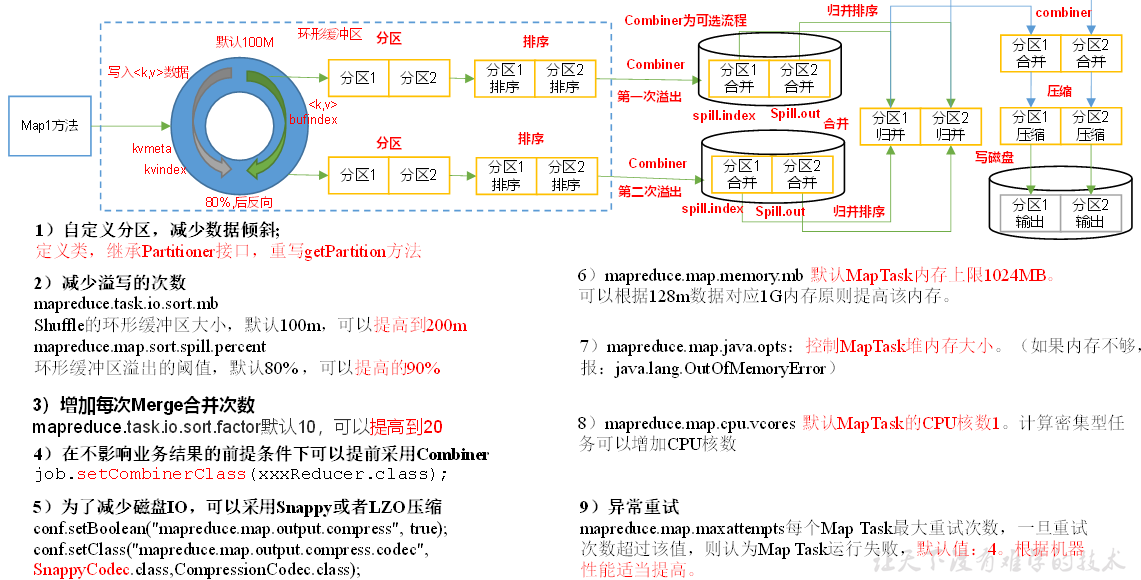 默认100M
环形缓冲区
分区
排序
Combiner为可选流程
归并排序
combiner
写入<k,v>数据
分区1
分区2
分区1
排序
分区2
排序
Combiner
第一次溢出
分区1
合并
分区2
合并
spill.index
Spill.out
分区1
合并
分区2
合并
压缩
Map1方法
<k,v>
bufindex
kvmeta
kvindex
80%,后反向
分区
排序
合并
分区1
归并
分区2
归并
分区1
压缩
分区2
压缩
写磁盘
分区1
分区2
分区1
排序
分区2
排序
Combiner
第二次溢出
分区1
合并
分区2
合并
spill.index
Spill.out
归并排序
分区1
输出
分区2
输出
1）自定义分区，减少数据倾斜;
定义类，继承Partitioner接口，重写getPartition方法
2）减少溢写的次数
mapreduce.task.io.sort.mb
Shuffle的环形缓冲区大小，默认100m，可以提高到200m
mapreduce.map.sort.spill.percent
环形缓冲区溢出的阈值，默认80%，可以提高的90%
3）增加每次Merge合并次数
mapreduce.task.io.sort.factor默认10，可以提高到20
4）在不影响业务结果的前提条件下可以提前采用Combiner
job.setCombinerClass(xxxReducer.class);
5）为了减少磁盘IO，可以采用Snappy或者LZO压缩
conf.setBoolean("mapreduce.map.output.compress", true);
conf.setClass("mapreduce.map.output.compress.codec",
SnappyCodec.class,CompressionCodec.class);
6）mapreduce.map.memory.mb 默认MapTask内存上限1024MB。
可以根据128m数据对应1G内存原则提高该内存。
7）mapreduce.map.java.opts：控制MapTask堆内存大小。（如果内存不够，
报：java.lang.OutOfMemoryError）
8）mapreduce.map.cpu.vcores 默认MapTask的CPU核数1。计算密集型任
务可以增加CPU核数
9）异常重试
mapreduce.map.maxattempts每个Map Task最大重试次数，一旦重试
次数超过该值，则认为Map Task运行失败，默认值：4。根据机器
性能适当提高。
让天下没有难学的技术